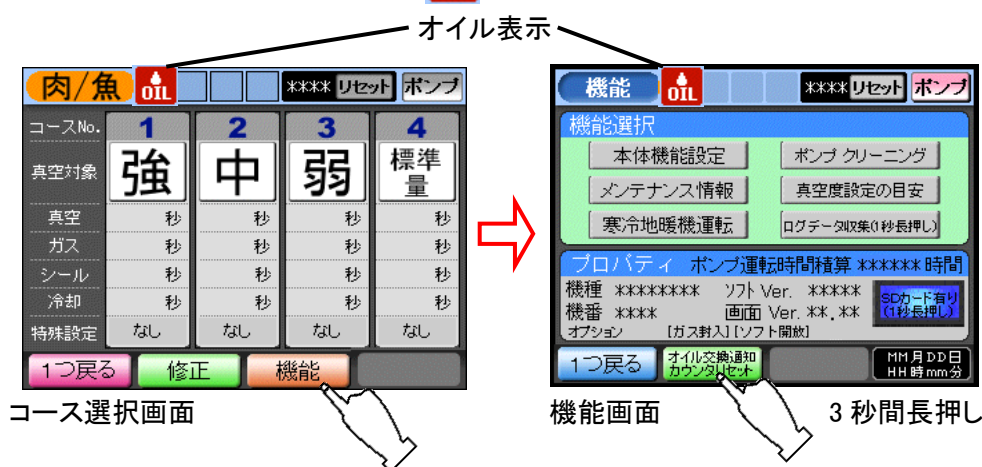 オイル表示
肉/魚 OIL **** リセット ポンプ
コースNo. 1 2 3 4
真空対象 強 中 弱 標準量
真空 秒 秒 秒 秒
ガス 秒 秒 秒 秒
シール 秒 秒 秒 秒
冷却 秒 秒 秒 秒
特殊設定 なし なし なし なし
1つ戻る 修正 機能
コース選択画面
機能 OIL **** リセット ポンプ
機能選択
本体機能設定 ポンプ クリーニング
メンテナンス情報 真空度設定の目安
寒冷地暖機運転 ログデータ収集(1秒長押し)
プロパティ ポンプ運転時間積算 ****** 時間
機種 ******** ソフト Ver. *****
機番 **** 画面 Ver. **.**
SDカード有り
(1秒長押し)
オプション [ガス封入][ソフト開放]
1つ戻る オイル交換通知
カウンタリセット
MM月DD日
HH時mm分
機能画面 3秒間長押し